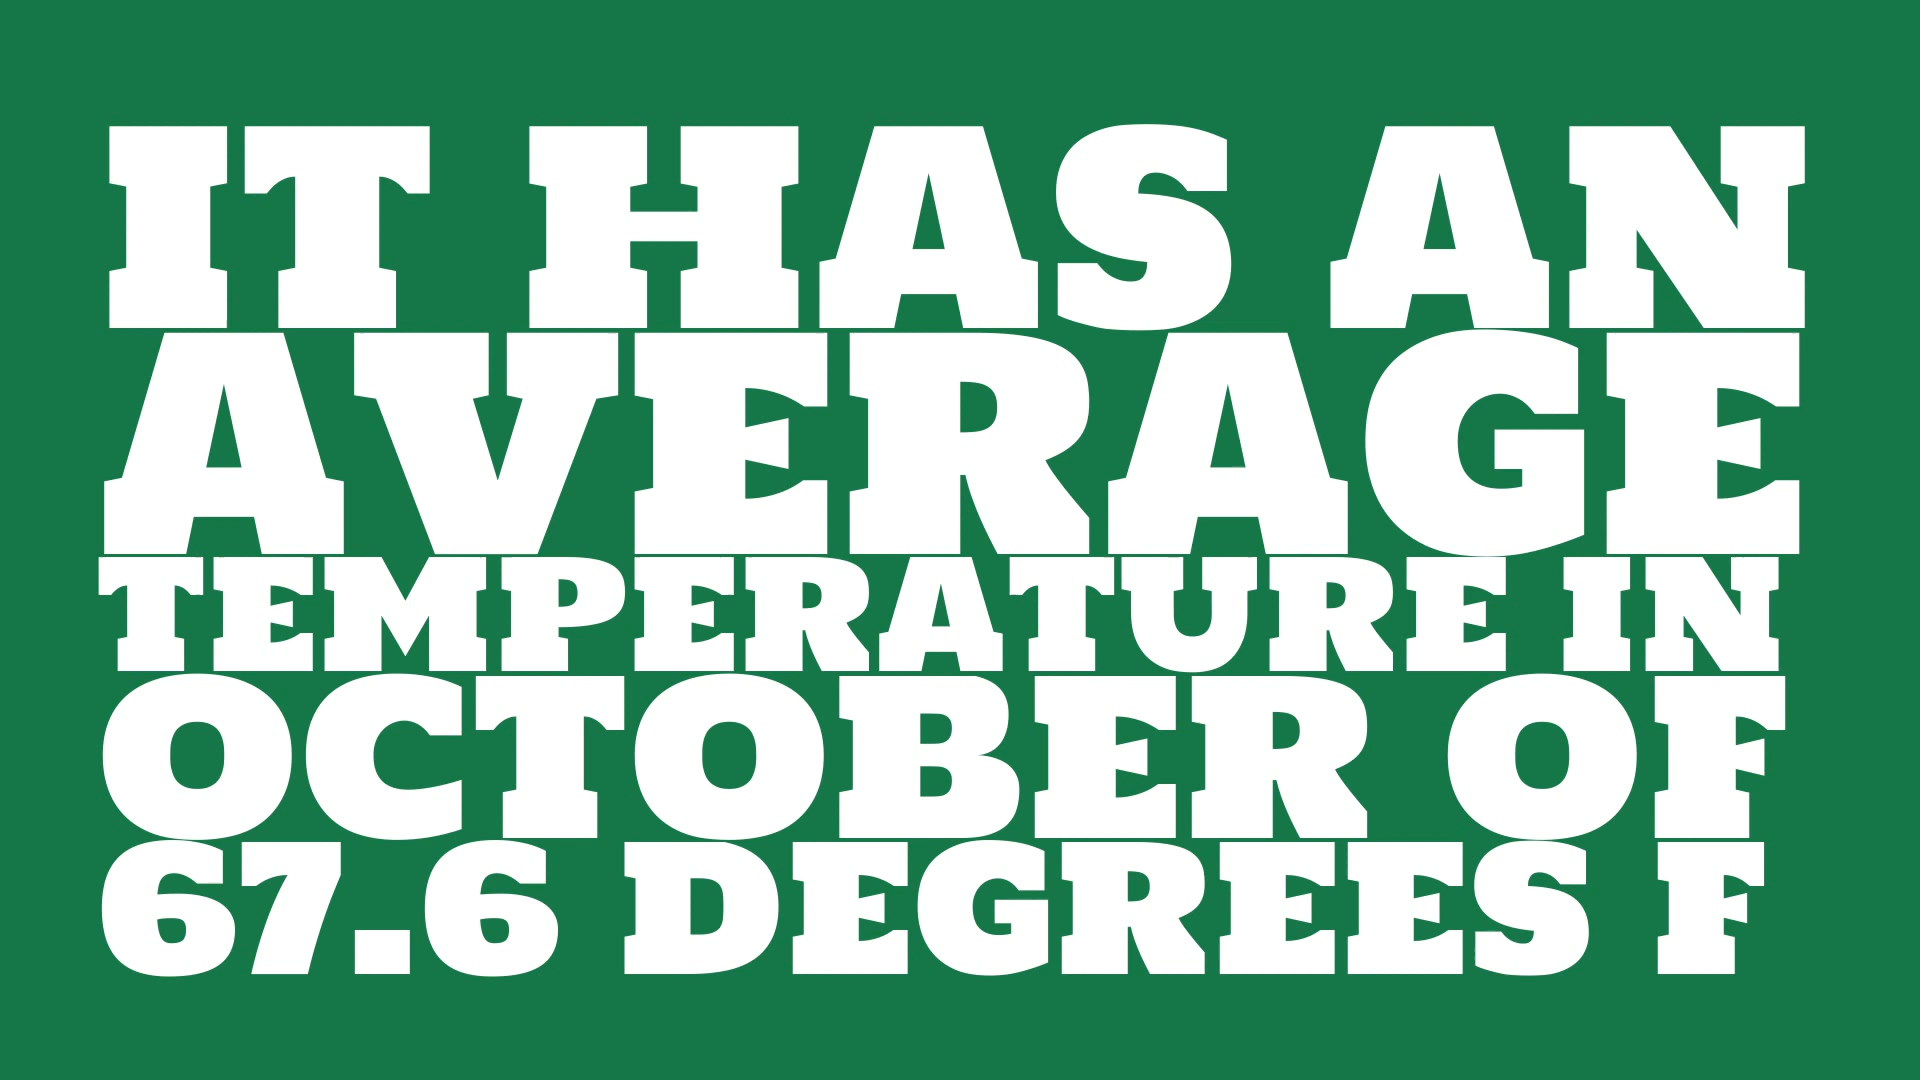 IT HAS AN
AVERAGE
TEMPERATURE IN
OCTOBER OF
67.6 DEGREES F